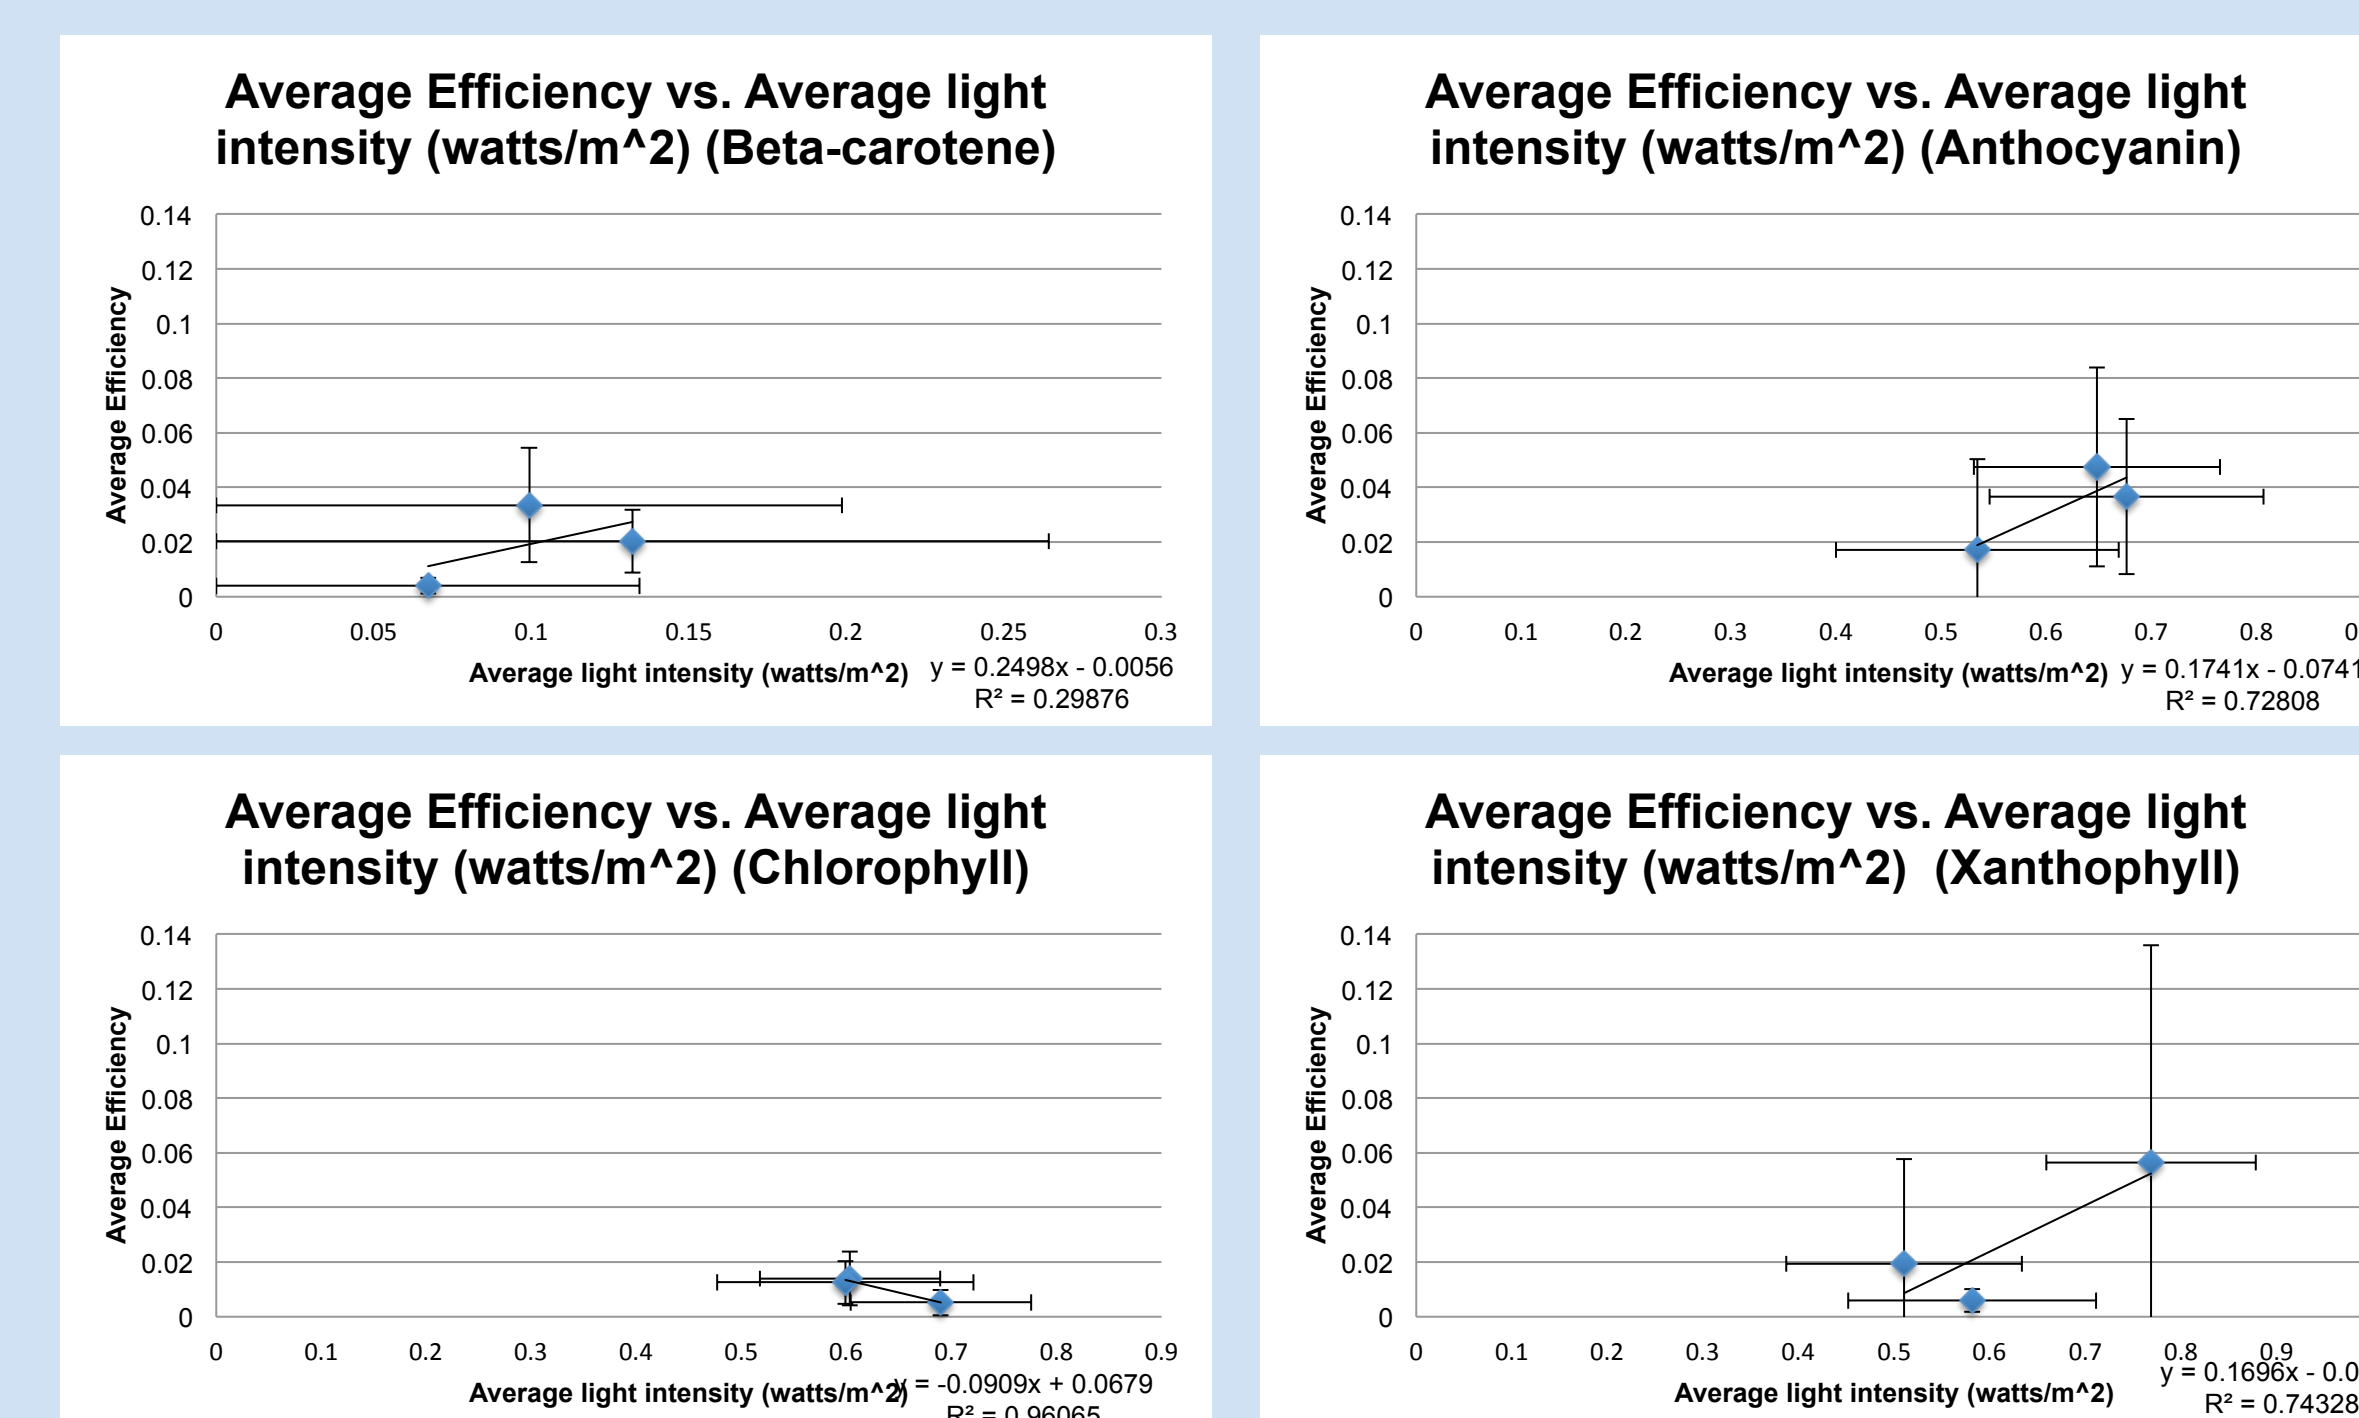 Average Efficiency vs. Average light
intensity (watts/m^2) (Beta-carotene)
0.14
0.12
0.1
0.08
0.06
0.04
0.02
0
Average Efficiency
0 0.05 0.1 0.15 0.2 0.25 0.3
Average light intensity (watts/m^2)
y = 0.2498x - 0.0056
R² = 0.29876
Average Efficiency vs. Average light
intensity (watts/m^2) (Anthocyanin)
0.14
0.12
0.1
0.08
0.06
0.04
0.02
0
Average Efficiency
0 0.1 0.2 0.3 0.4 0.5 0.6 0.7 0.8
Average light intensity (watts/m^2)
y = 0.1741x - 0.0741
R² = 0.72808
Average Efficiency vs. Average light
intensity (watts/m^2) (Chlorophyll)
0.14
0.12
0.1
0.08
0.06
0.04
0.02
0
Average Efficiency
0 0.1 0.2 0.3 0.4 0.5 0.6 0.7 0.8 0.9
Average light intensity (watts/m^2)
y = -0.0909x + 0.0679
R² = 0.96065
Average Efficiency vs. Average light
intensity (watts/m^2) (Xanthophyll)
0.14
0.12
0.1
0.08
0.06
0.04
0.02
0
Average Efficiency
0 0.1 0.2 0.3 0.4 0.5 0.6 0.7 0.8 0.9
Average light intensity (watts/m^2)
y = 0.1696x - 0.0
R² = 0.74328